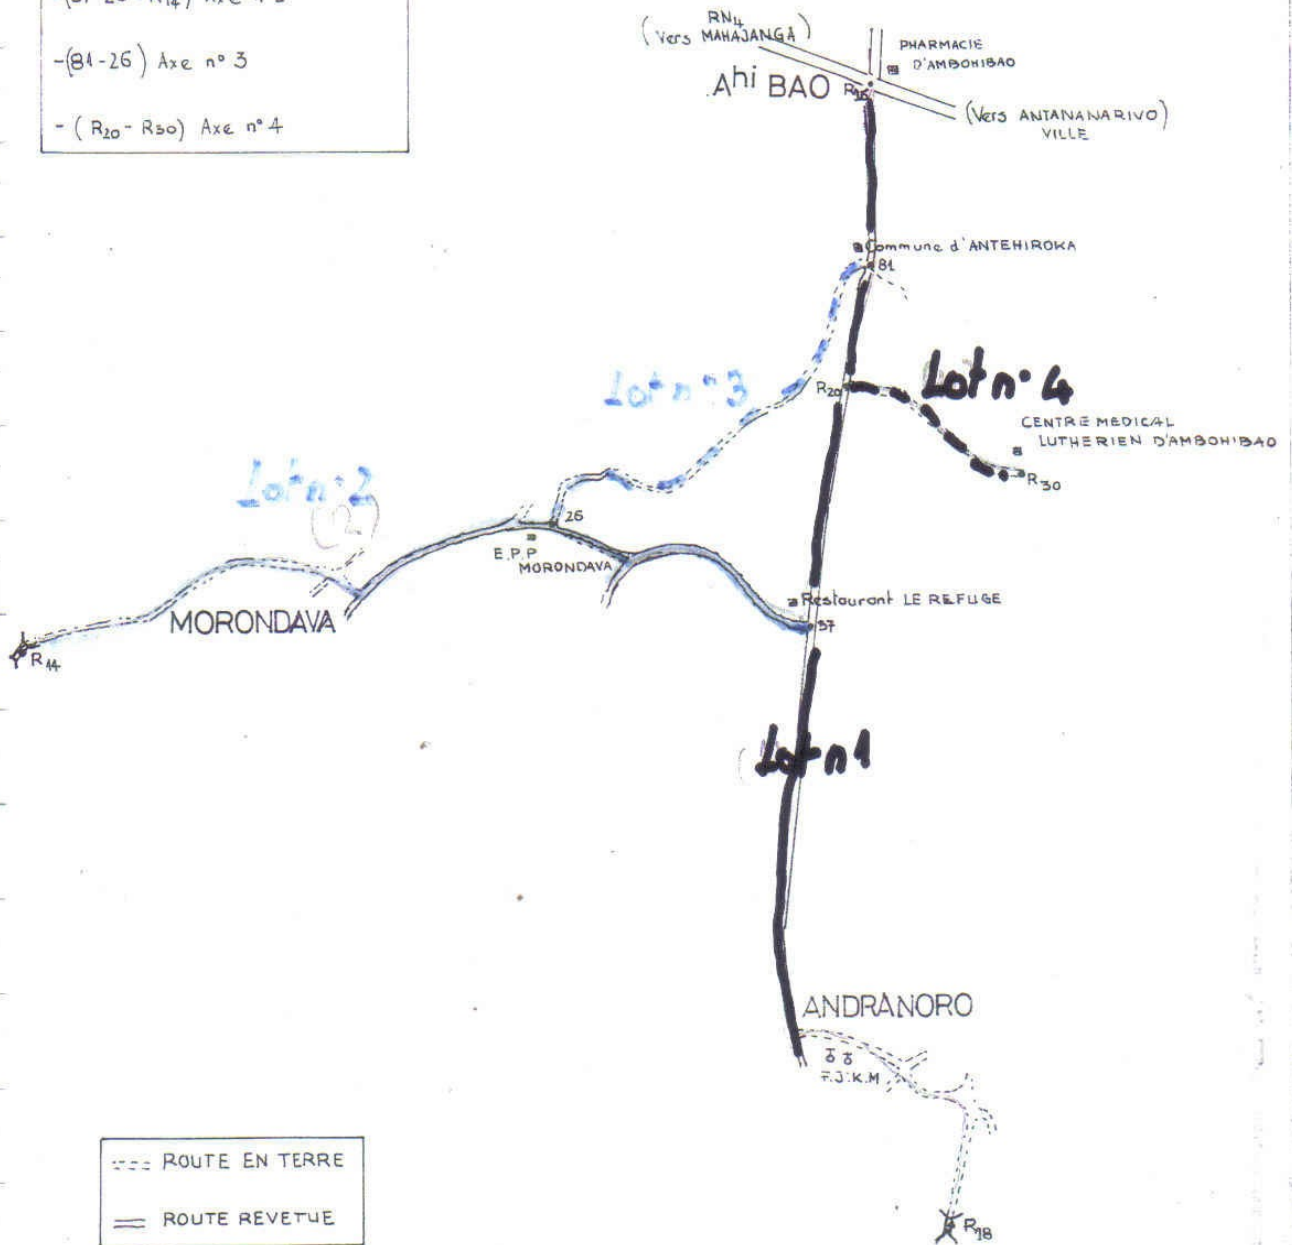 -(81-26) Axe n° 3
-( R20 - R30) Axe n° 4
RN4
(Vers MAHAJANGA)
PHARMACIE
D'AMBOHIBAO
Ahi BAO
(Vers ANTANANARIVO)
VILLE
Commune d'ANTEHIROKA
81
Lot n° 3
R20
Lot n° 4
CENTRE MEDICAL
LUTHERIEN D'AMBOHIBAO
R30
Lot n° 2
(2)
26
E.P.P
MORONDAVA
Restaurant LE REFUGE
37
MORONDAVA
R14
Lot n1
ANDRANORO
F.J.K.M
ROUTE EN TERRE
ROUTE REVETUE
R18